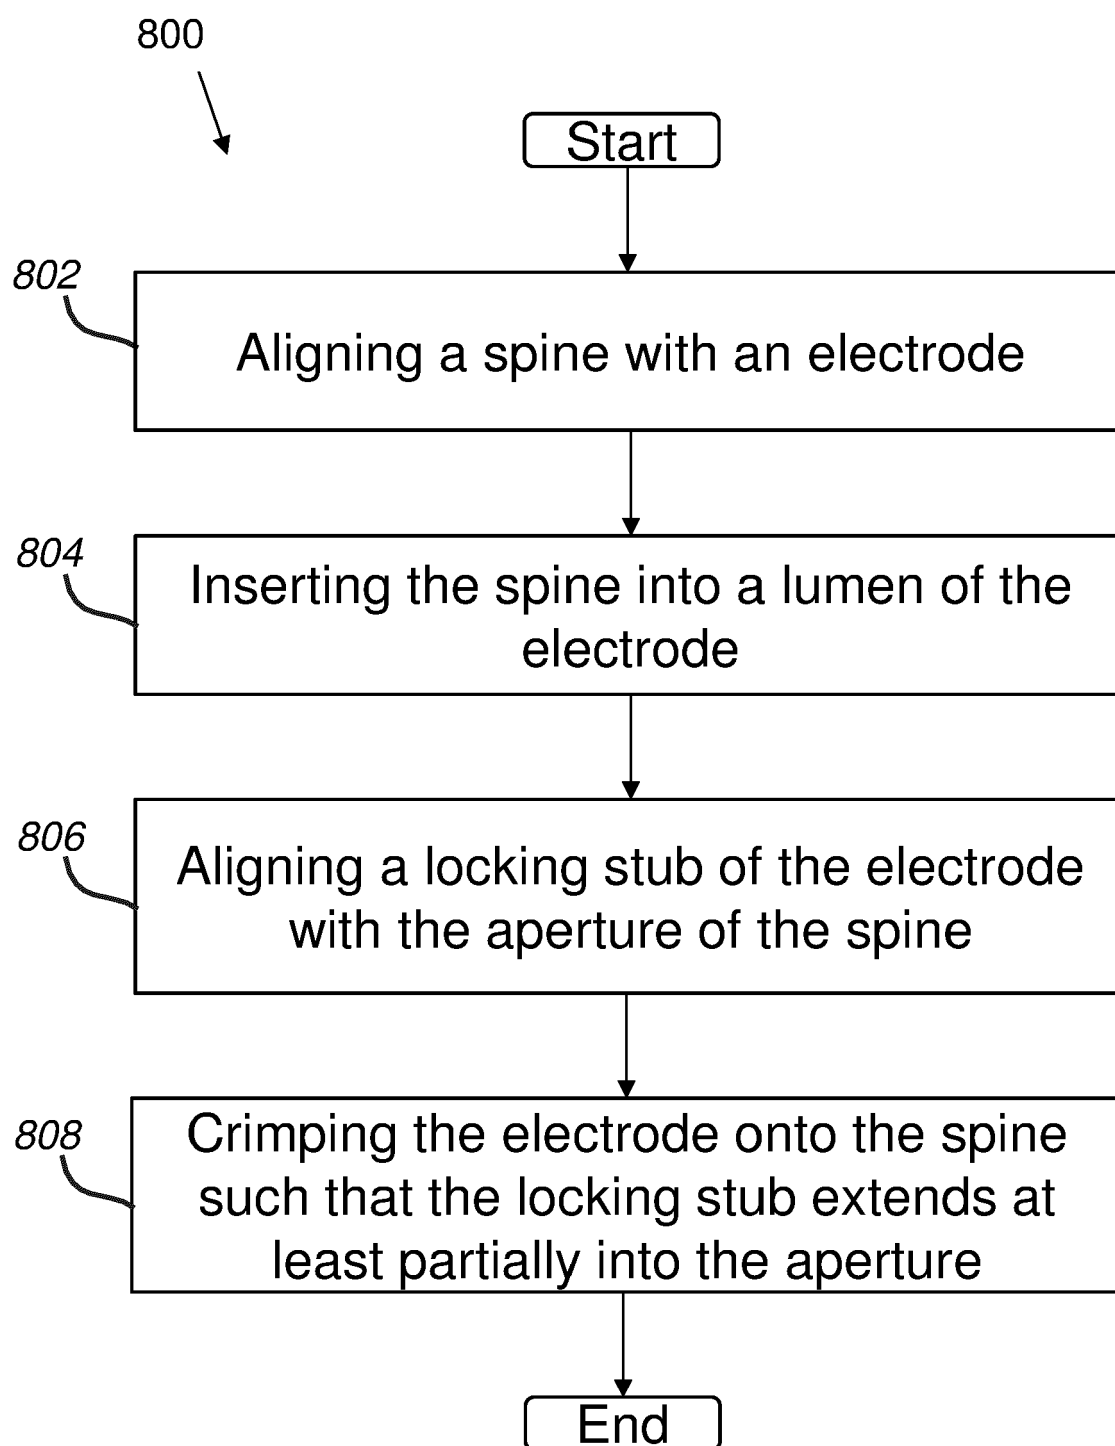 800
Start
802
Aligning a spine with an electrode
804
Inserting the spine into a lumen of the
electrode
806
Aligning a locking stub of the electrode
with the aperture of the spine
808
Crimping the electrode onto the spine
such that the locking stub extends at
least partially into the aperture
End